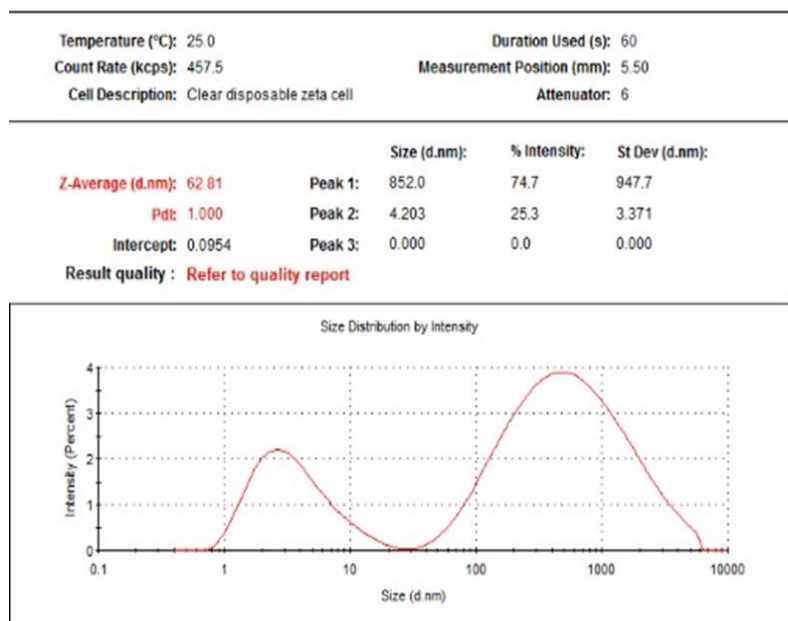 Temperature (°C): 25.0 Duration Used (s): 60
Count Rate (kcps): 457.5 Measurement Position (mm): 5.50
Cell Description: Clear disposable zeta cell Attenuator: 6
Size (d.nm): % Intensity: St Dev (d.nm):
Z-Average (d.nm): 62.81 Peak 1: 852.0 74.7 947.7
PdI: 1.000 Peak 2: 4.203 25.3 3.371
Intercept: 0.0954 Peak 3: 0.000 0.0 0.000
Result quality : Refer to quality report
Size Distribution by Intensity
Intensity (Percent)
4
3
2
1
0
0.1 1 10 100 1000 10000
Size (d.nm)